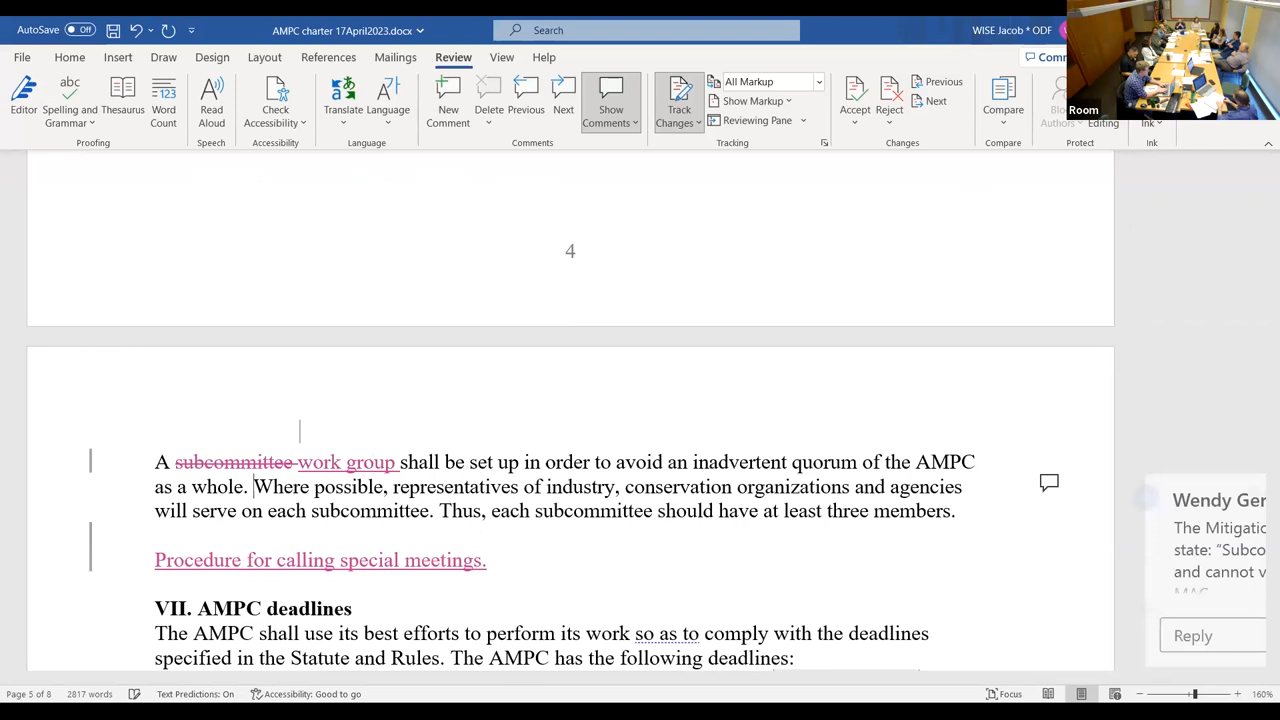 AutoSave Off
AMPC charter 17April2023.docx
Search
WISE Jacob * ODF
File Home Insert Draw Design Layout References Mailings Review View Help
Editor
Spelling and Grammar
Thesaurus
Word Count
Read Aloud
Check Accessibility
Translate
Language
New Comment
Delete
Previous
Next
Show Comments
Track Changes
All Markup
Show Markup
Reviewing Pane
Accept
Reject
Previous
Next
Compare
Editing
Ink
Proofing Speech Accessibility Language Comments Tracking Changes Compare Protect Ink
Room
4
A subcommittee work group shall be set up in order to avoid an inadvertent quorum of the AMPC
as a whole. Where possible, representatives of industry, conservation organizations and agencies
will serve on each subcommittee. Thus, each subcommittee should have at least three members.
Procedure for calling special meetings.
VII. AMPC deadlines
The AMPC shall use its best efforts to perform its work so as to comply with the deadlines
specified in the Statute and Rules. The AMPC has the following deadlines:
Wendy Ger
The Mitigatio
state: “Subco
and cannot v
Reply
Page 5 of 8 2817 words Text Predictions: On Accessibility: Good to go Focus 160%